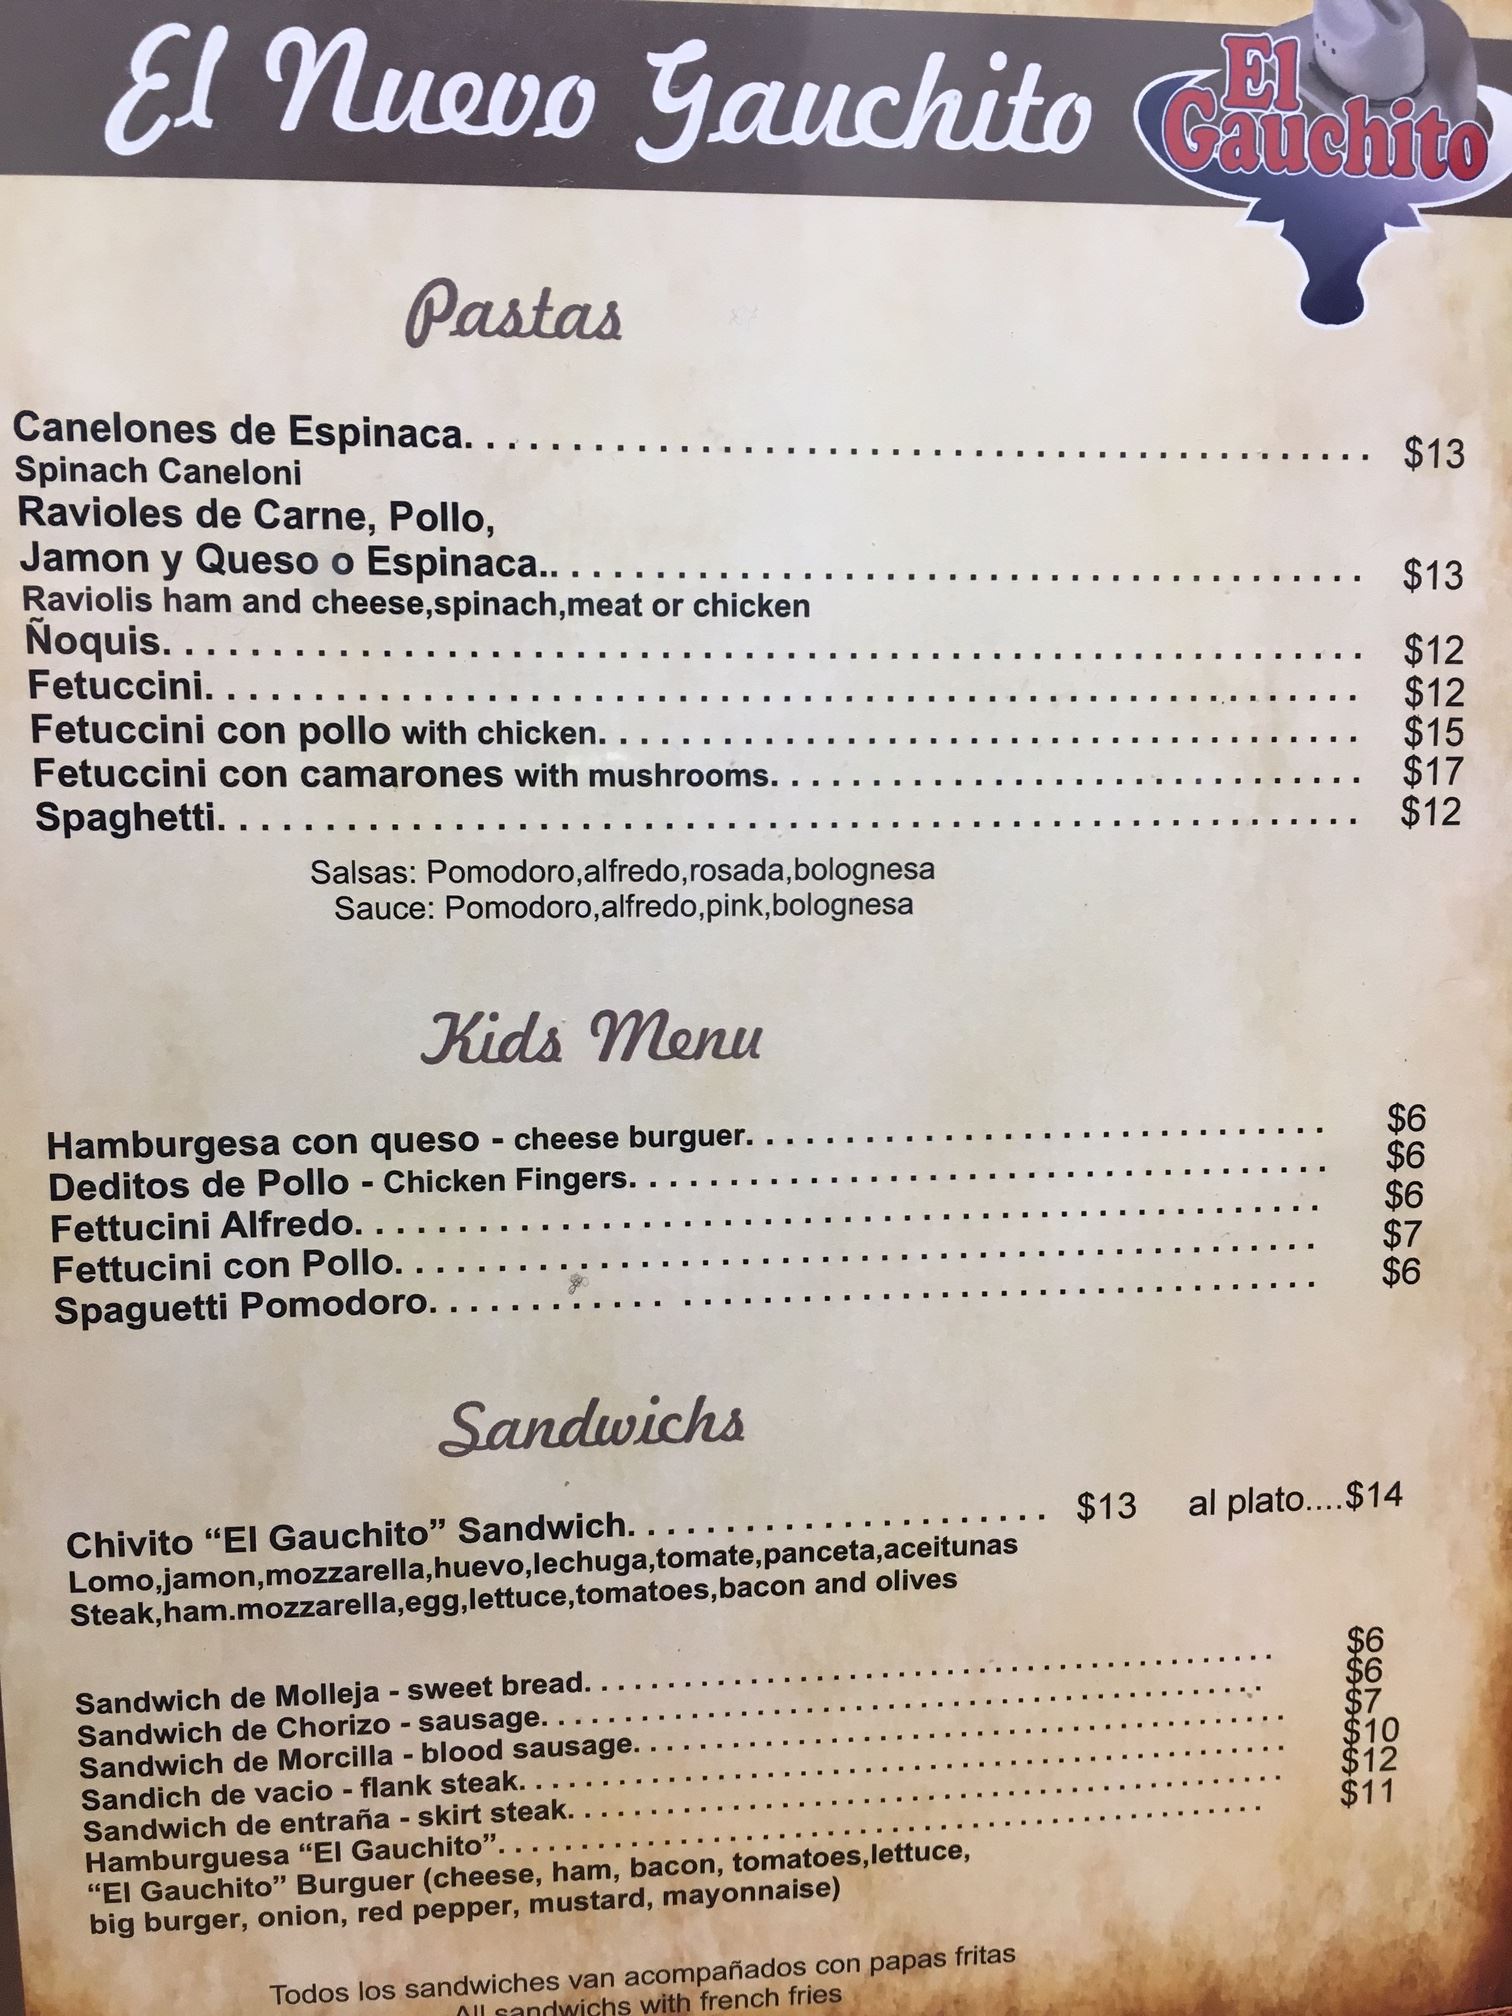 El Nuevo Gauchito
El
Gauchito
Pastas
Canelones de Espinaca. . . . . . . . . . . . . . . . . . . . . . . . . . . . . . . . . . . . . . . . . . $13
Spinach Caneloni
Ravioles de Carne, Pollo,
Jamon y Queso o Espinaca.. . . . . . . . . . . . . . . . . . . . . . . . . . . . . . . . . . . . . $13
Raviolis ham and cheese,spinach,meat or chicken
Ñoquis. . . . . . . . . . . . . . . . . . . . . . . . . . . . . . . . . . . . . . . . . . . . . . . . . . . . . . $12
Fetuccini. . . . . . . . . . . . . . . . . . . . . . . . . . . . . . . . . . . . . . . . . . . . . . . . . . . . $12
Fetuccini con pollo with chicken. . . . . . . . . . . . . . . . . . . . . . . . . . . . . . . . . . $15
Fetuccini con camarones with mushrooms. . . . . . . . . . . . . . . . . . . . . . . . . . $17
Spaghetti. . . . . . . . . . . . . . . . . . . . . . . . . . . . . . . . . . . . . . . . . . . . . . . . . . . $12
Salsas: Pomodoro,alfredo,rosada,bolognesa
Sauce: Pomodoro,alfredo,pink,bolognesa
Kids Menu
Hamburgesa con queso - cheese burguer. . . . . . . . . . . . . . . . . . . . . . . . . . . . . . $6
Deditos de Pollo - Chicken Fingers. . . . . . . . . . . . . . . . . . . . . . . . . . . . . . . . . . . $6
Fettucini Alfredo. . . . . . . . . . . . . . . . . . . . . . . . . . . . . . . . . . . . . . . . . . . . . . . . . $6
Fettucini con Pollo. . . . . . . . . . . . . . . . . . . . . . . . . . . . . . . . . . . . . . . . . . . . . . . $7
Spaguetti Pomodoro. . . . . . . . . . . . . . . . . . . . . . . . . . . . . . . . . . . . . . . . . . . . . $6
Sandwichs
Chivito “El Gauchito” Sandwich. . . . . . . . . . . . . . . . . . . . . . $13 al plato....$14
Lomo,jamon,mozzarella,huevo,lechuga,tomate,panceta,aceitunas
Steak,ham.mozzarella,egg,lettuce,tomatoes,bacon and olives
Sandwich de Molleja - sweet bread. . . . . . . . . . . . . . . . . . . . . . . . . . . . . . . . . . . $6
Sandwich de Chorizo - sausage. . . . . . . . . . . . . . . . . . . . . . . . . . . . . . . . . . . . . $6
Sandwich de Morcilla - blood sausage. . . . . . . . . . . . . . . . . . . . . . . . . . . . . . . . $7
Sandich de vacio - flank steak. . . . . . . . . . . . . . . . . . . . . . . . . . . . . . . . . . . . . . $10
Sandwich de entraña - skirt steak. . . . . . . . . . . . . . . . . . . . . . . . . . . . . . . . . . . $12
Hamburguesa “El Gauchito”. . . . . . . . . . . . . . . . . . . . . . . . . . . . . . . . . . . . . . . $11
“El Gauchito” Burguer (cheese, ham, bacon, tomatoes,lettuce,
big burger, onion, red pepper, mustard, mayonnaise)
Todos los sandwiches van acompañados con papas fritas
All sandwichs with french fries